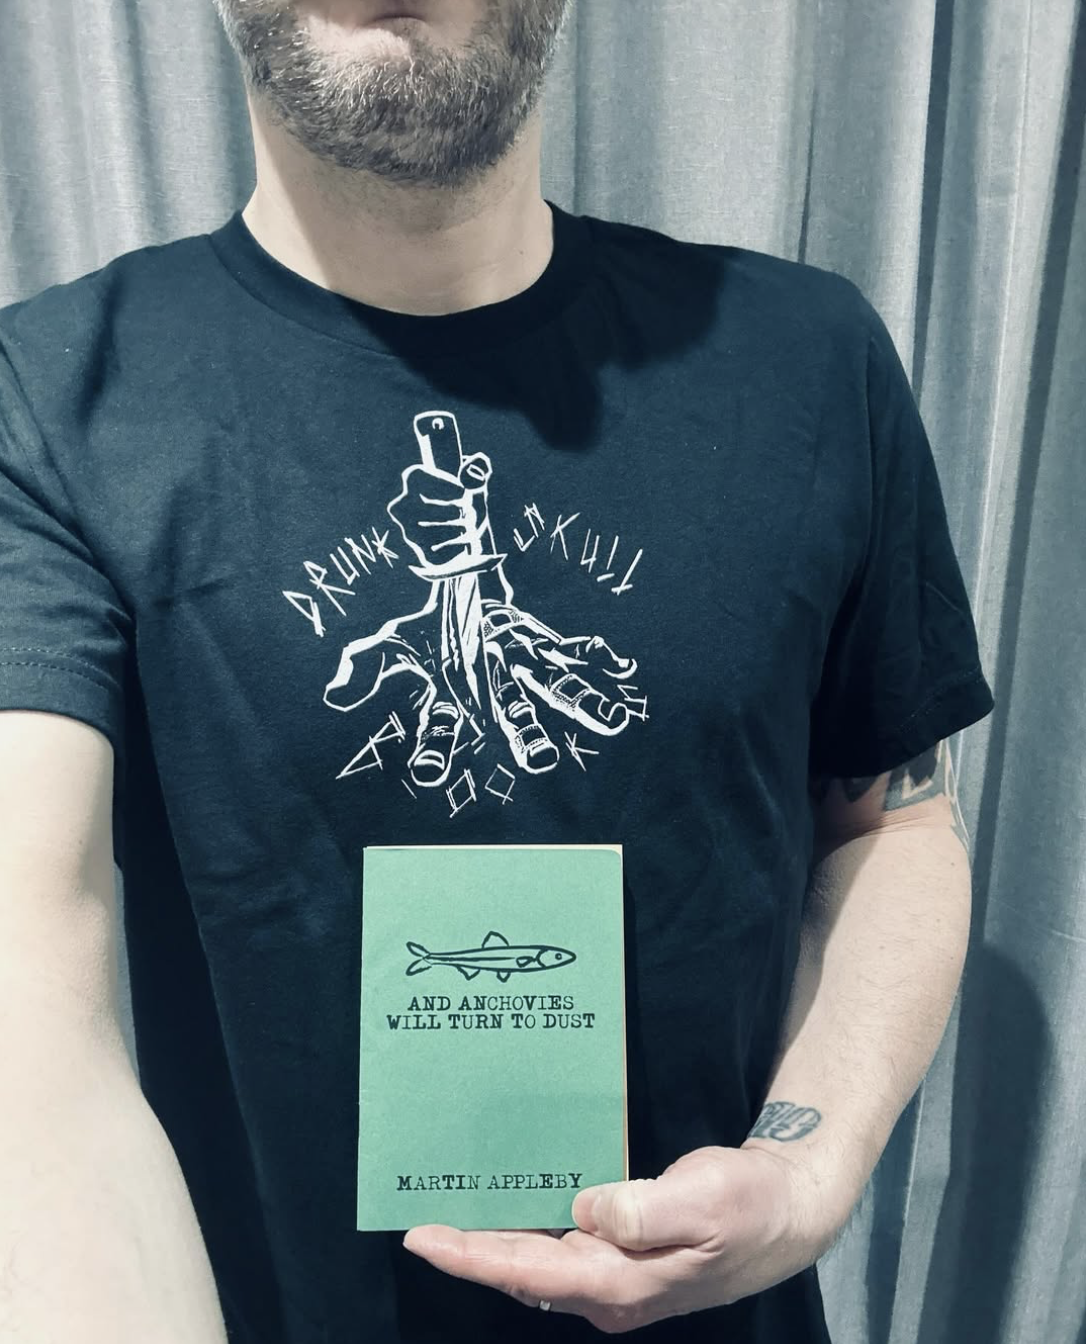 DRUNK SKULL
BOOKS
AND ANCHOVIES
WILL TURN TO DUST
MARTIN APPLEBY